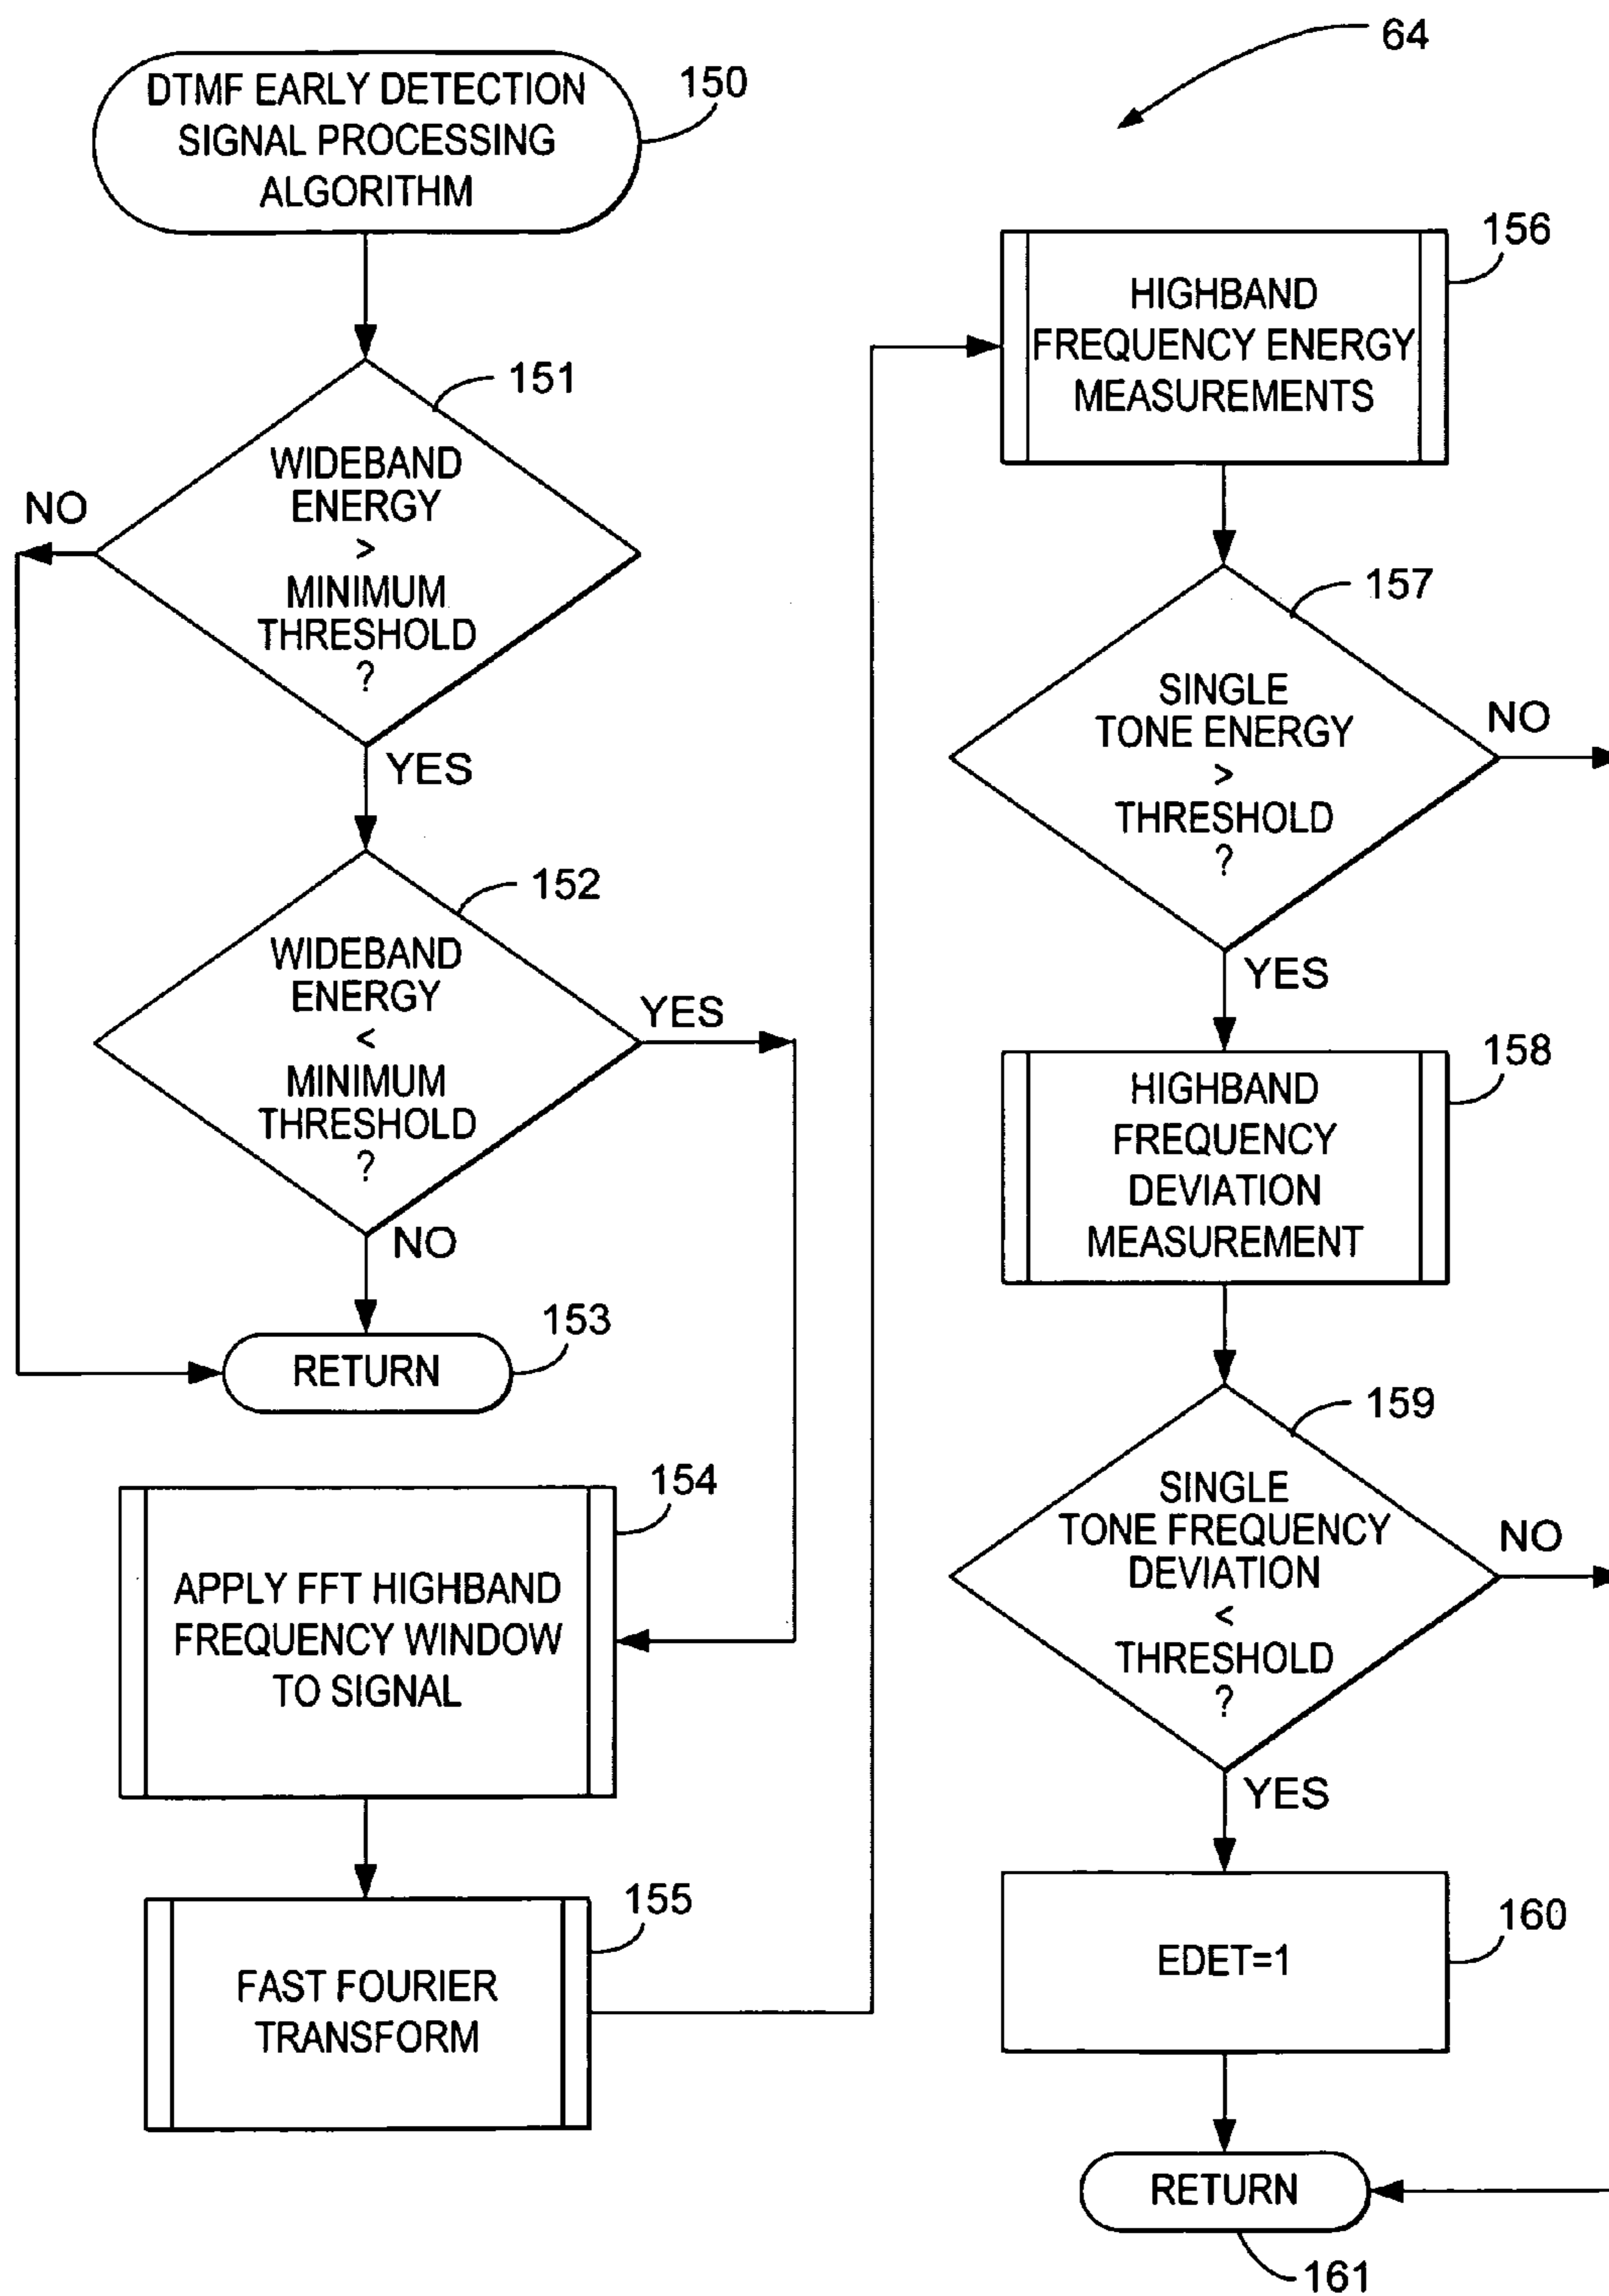 DTMF EARLY DETECTION
SIGNAL PROCESSING
ALGORITHM
150
151
WIDEBAND
ENERGY
>
MINIMUM
THRESHOLD
?
NO
YES
152
WIDEBAND
ENERGY
<
MINIMUM
THRESHOLD
?
YES
NO
RETURN
153
154
APPLY FFT HIGHBAND
FREQUENCY WINDOW
TO SIGNAL
155
FAST FOURIER
TRANSFORM
64
156
HIGHBAND
FREQUENCY ENERGY
MEASUREMENTS
157
SINGLE
TONE ENERGY
>
THRESHOLD
?
NO
YES
158
HIGHBAND
FREQUENCY
DEVIATION
MEASUREMENT
159
SINGLE
TONE FREQUENCY
DEVIATION
<
THRESHOLD
?
NO
YES
160
EDET=1
RETURN
161